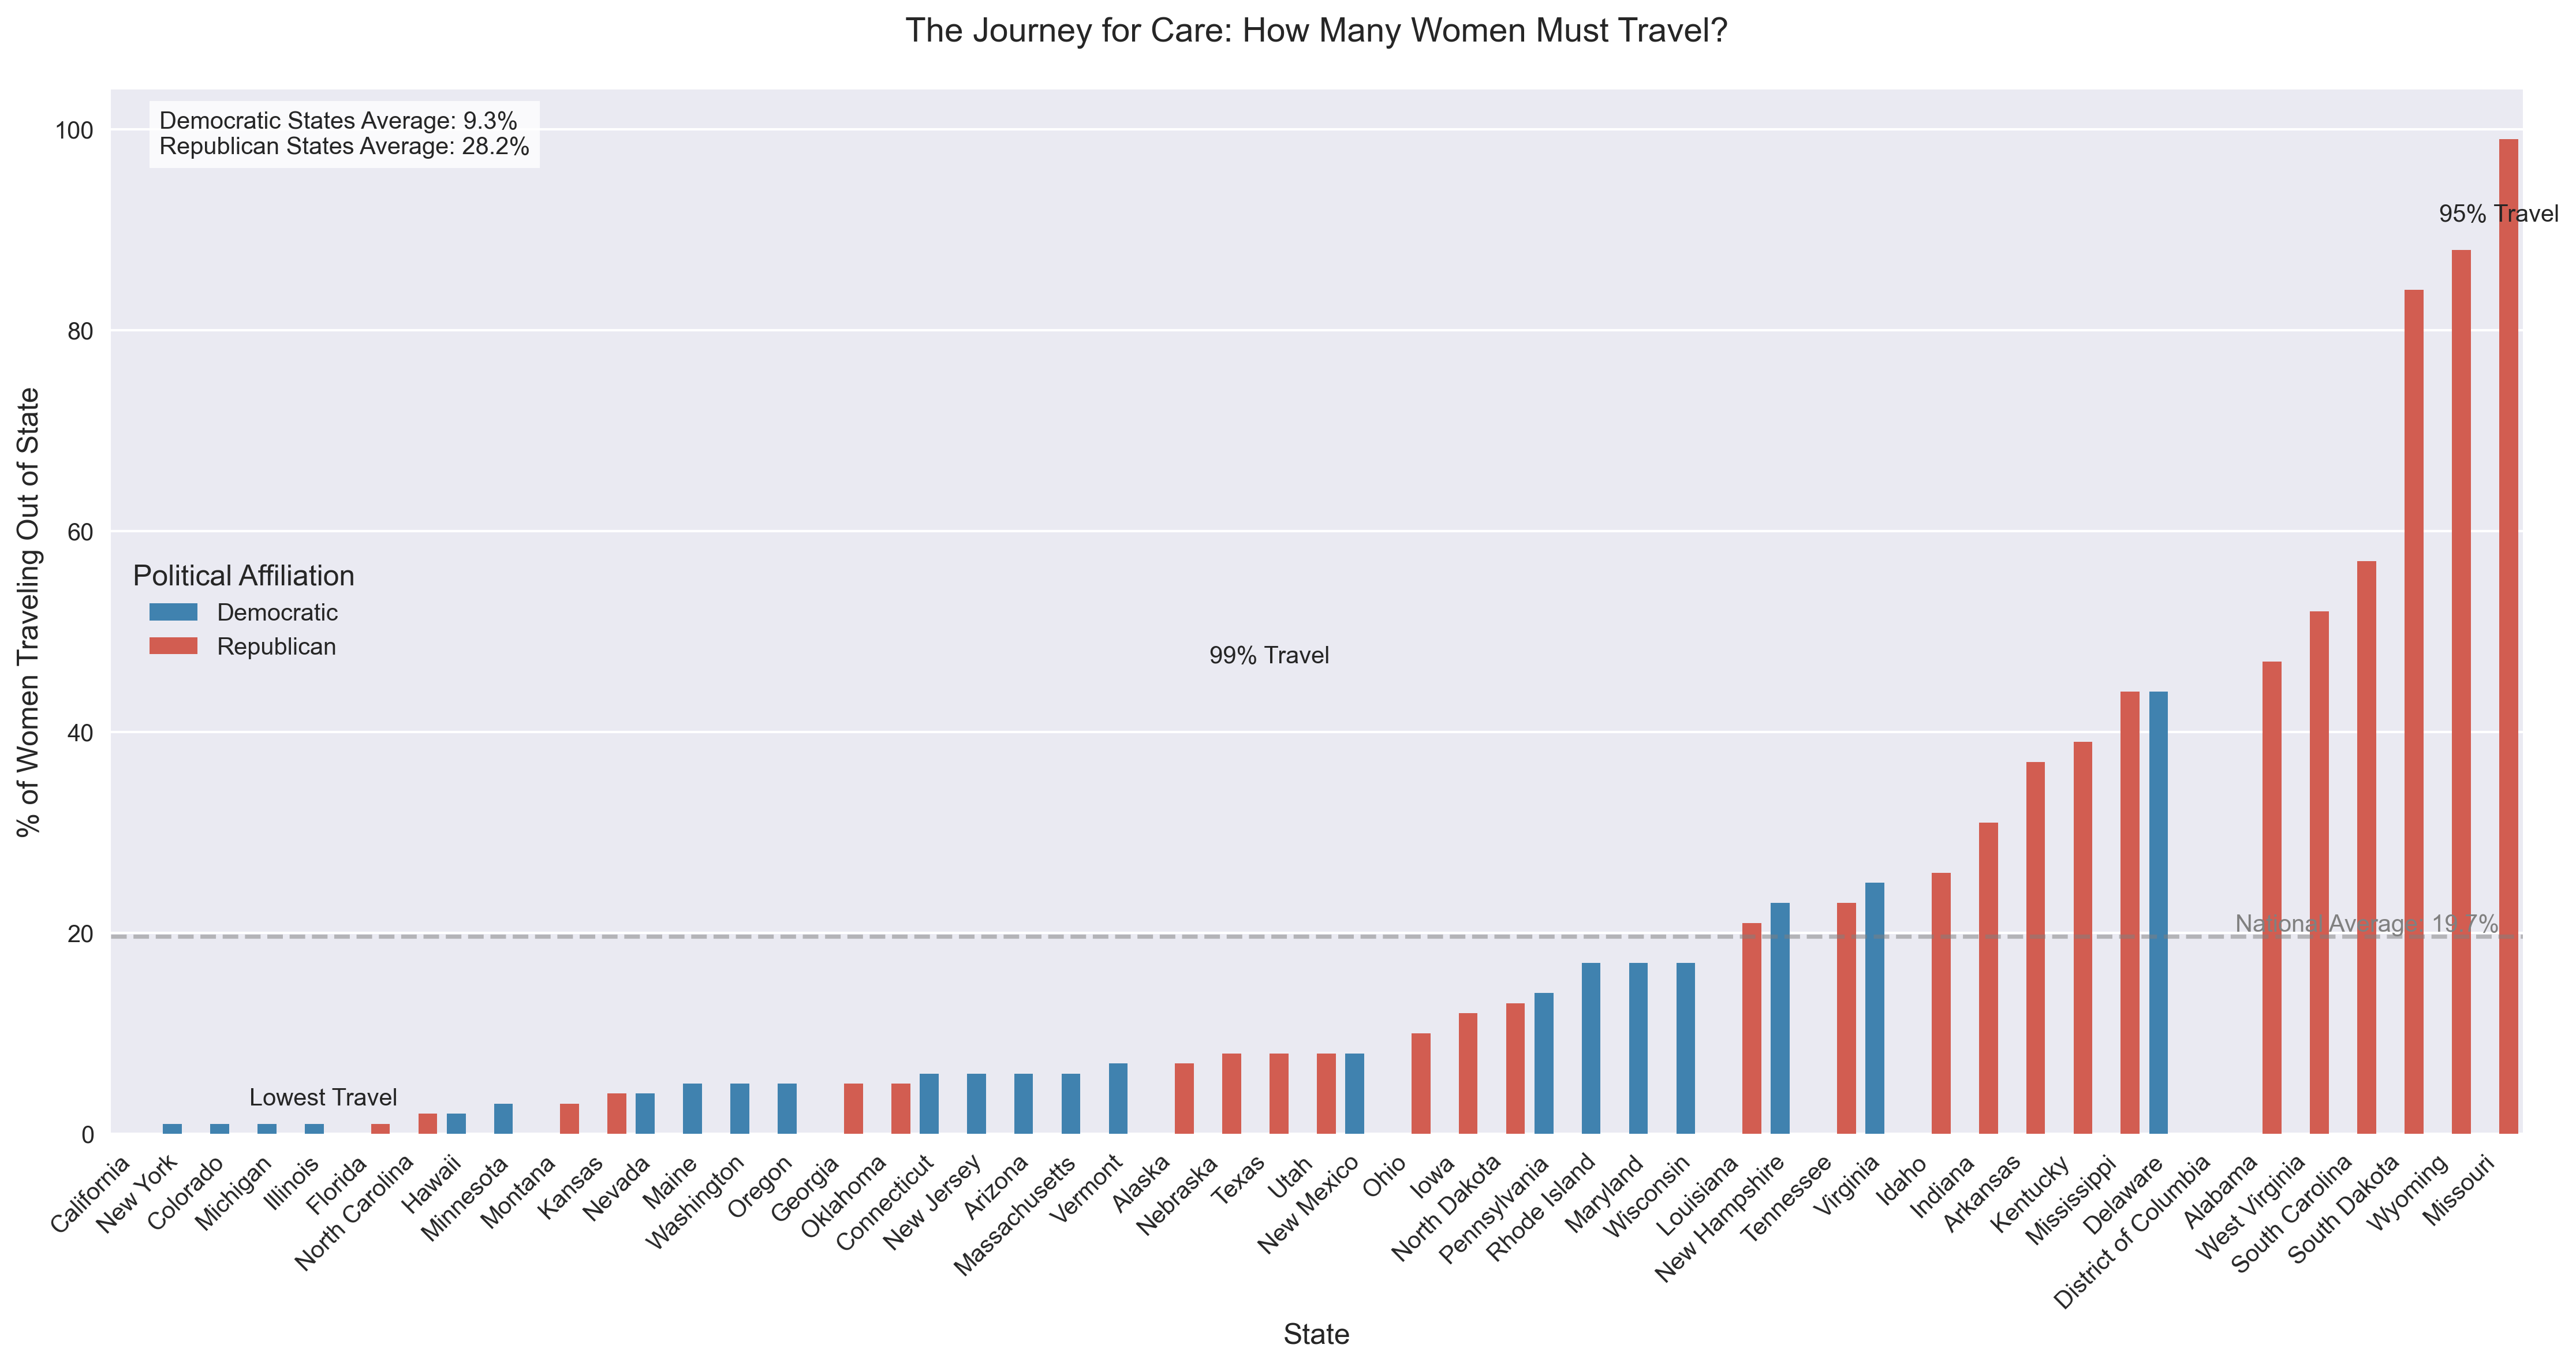 The Journey for Care: How Many Women Must Travel?
Democratic States Average: 9.3%
Republican States Average: 28.2%
100
80
60
40
20
0
% of Women Traveling Out of State
Political Affiliation
Democratic
Republican
95% Travel
99% Travel
National Average: 19.7%
Lowest Travel
California
New York
Colorado
Michigan
Illinois
Florida
North Carolina
Hawaii
Minnesota
Montana
Kansas
Nevada
Maine
Washington
Oregon
Georgia
Oklahoma
Connecticut
New Jersey
Arizona
Massachusetts
Vermont
Alaska
Nebraska
Texas
Utah
New Mexico
Ohio
Iowa
North Dakota
Pennsylvania
Rhode Island
Maryland
Wisconsin
Louisiana
New Hampshire
Tennessee
Virginia
Idaho
Indiana
Arkansas
Kentucky
Mississippi
Delaware
District of Columbia
Alabama
West Virginia
South Carolina
South Dakota
Wyoming
Missouri
State